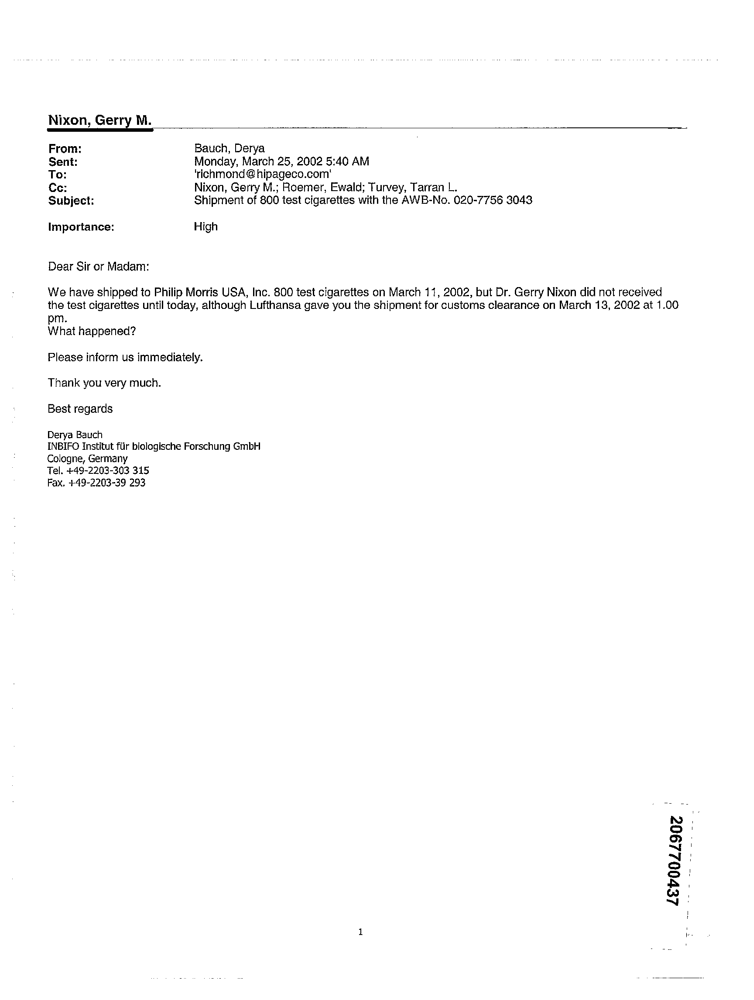 Nixon, Gerry M.
From: Bauch, Derya
Sent: Monday, March 25, 2002 5:40 AM
To: 'richmond@hipageco.com'
Cc: Nixon, Gerry M.; Roemer, Ewald; Turvey, Tarran L.
Subject: Shipment of 800 test cigarettes with the AWB-No. 020-7756 3043
Importance: High
Dear Sir or Madam:
We have shipped to Philip Morris USA, Inc. 800 test cigarettes on March 11, 2002, but Dr. Gerry Nixon did not received
the test cigarettes until today, although Lufthansa gave you the shipment for customs clearance on March 13, 2002 at 1.00
pm.
What happened?
Please inform us immediately.
Thank you very much.
Best regards
Derya Bauch
INBIFO Institut für biologische Forschung GmbH
Cologne, Germany
Tel. +49-2203-303 315
Fax. +49-2203-39 293
2067700437
1